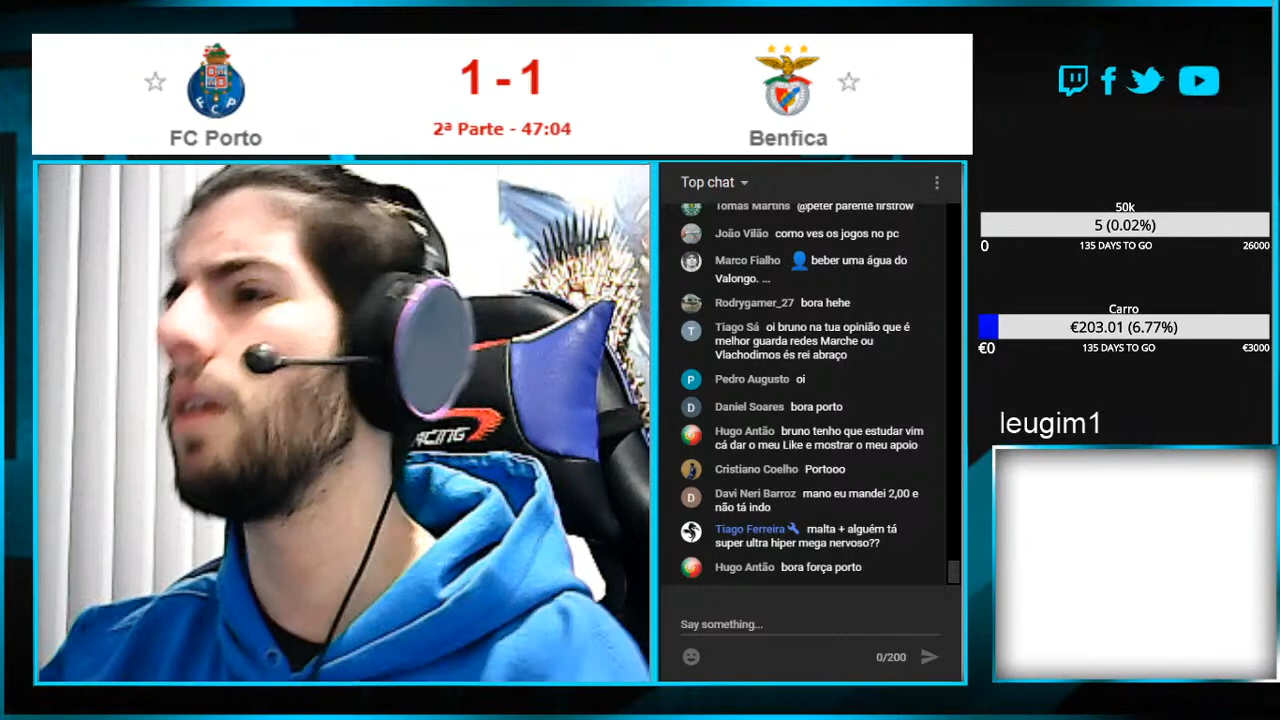 FC Porto
1 - 1
2ª Parte - 47:04
Benfica
Top chat
Tomás Martins @peter parente firstrow
João Vilão como ves os jogos no pc
Marco Fialho beber uma água do
Valongo. ...
Rodrygamer_27 bora hehe
Tiago Sá oi bruno na tua opinião que é
melhor guarda redes Marche ou
Vlachodimos és rei abraço
P Pedro Augusto oi
D Daniel Soares bora porto
Hugo Antão bruno tenho que estudar vim
cá dar o meu Like e mostrar o meu apoio
Cristiano Coelho Portooo
D Davi Neri Barroz mano eu mandei 2,00 e
não tá indo
Tiago Ferreira malta + alguém tá
super ultra hiper mega nervoso??
Hugo Antão bora força porto
Say something...
0/200
50k
5 (0.02%)
0 135 DAYS TO GO 26000
Carro
€203.01 (6.77%)
€0 135 DAYS TO GO €3000
leugim1
RACING